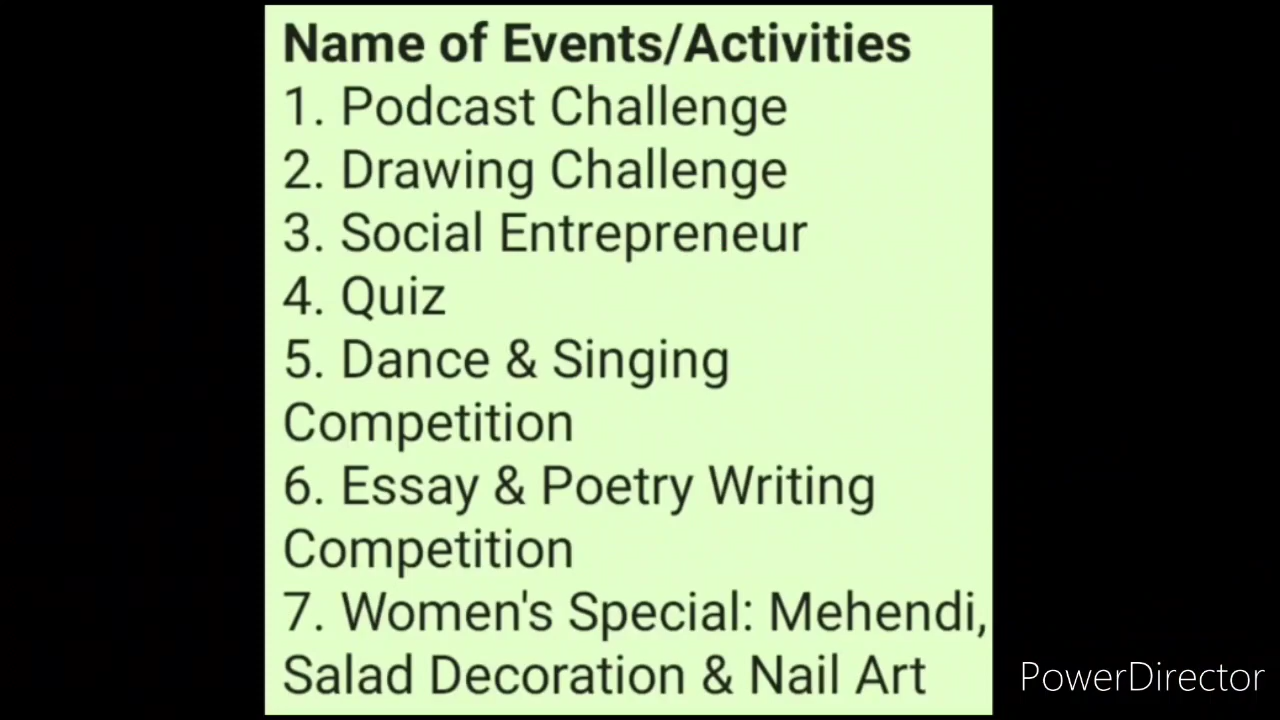 Name of Events/Activities
1. Podcast Challenge
2. Drawing Challenge
3. Social Entrepreneur
4. Quiz
5. Dance & Singing
Competition
6. Essay & Poetry Writing
Competition
7. Women's Special: Mehendi,
Salad Decoration & Nail Art
PowerDirector